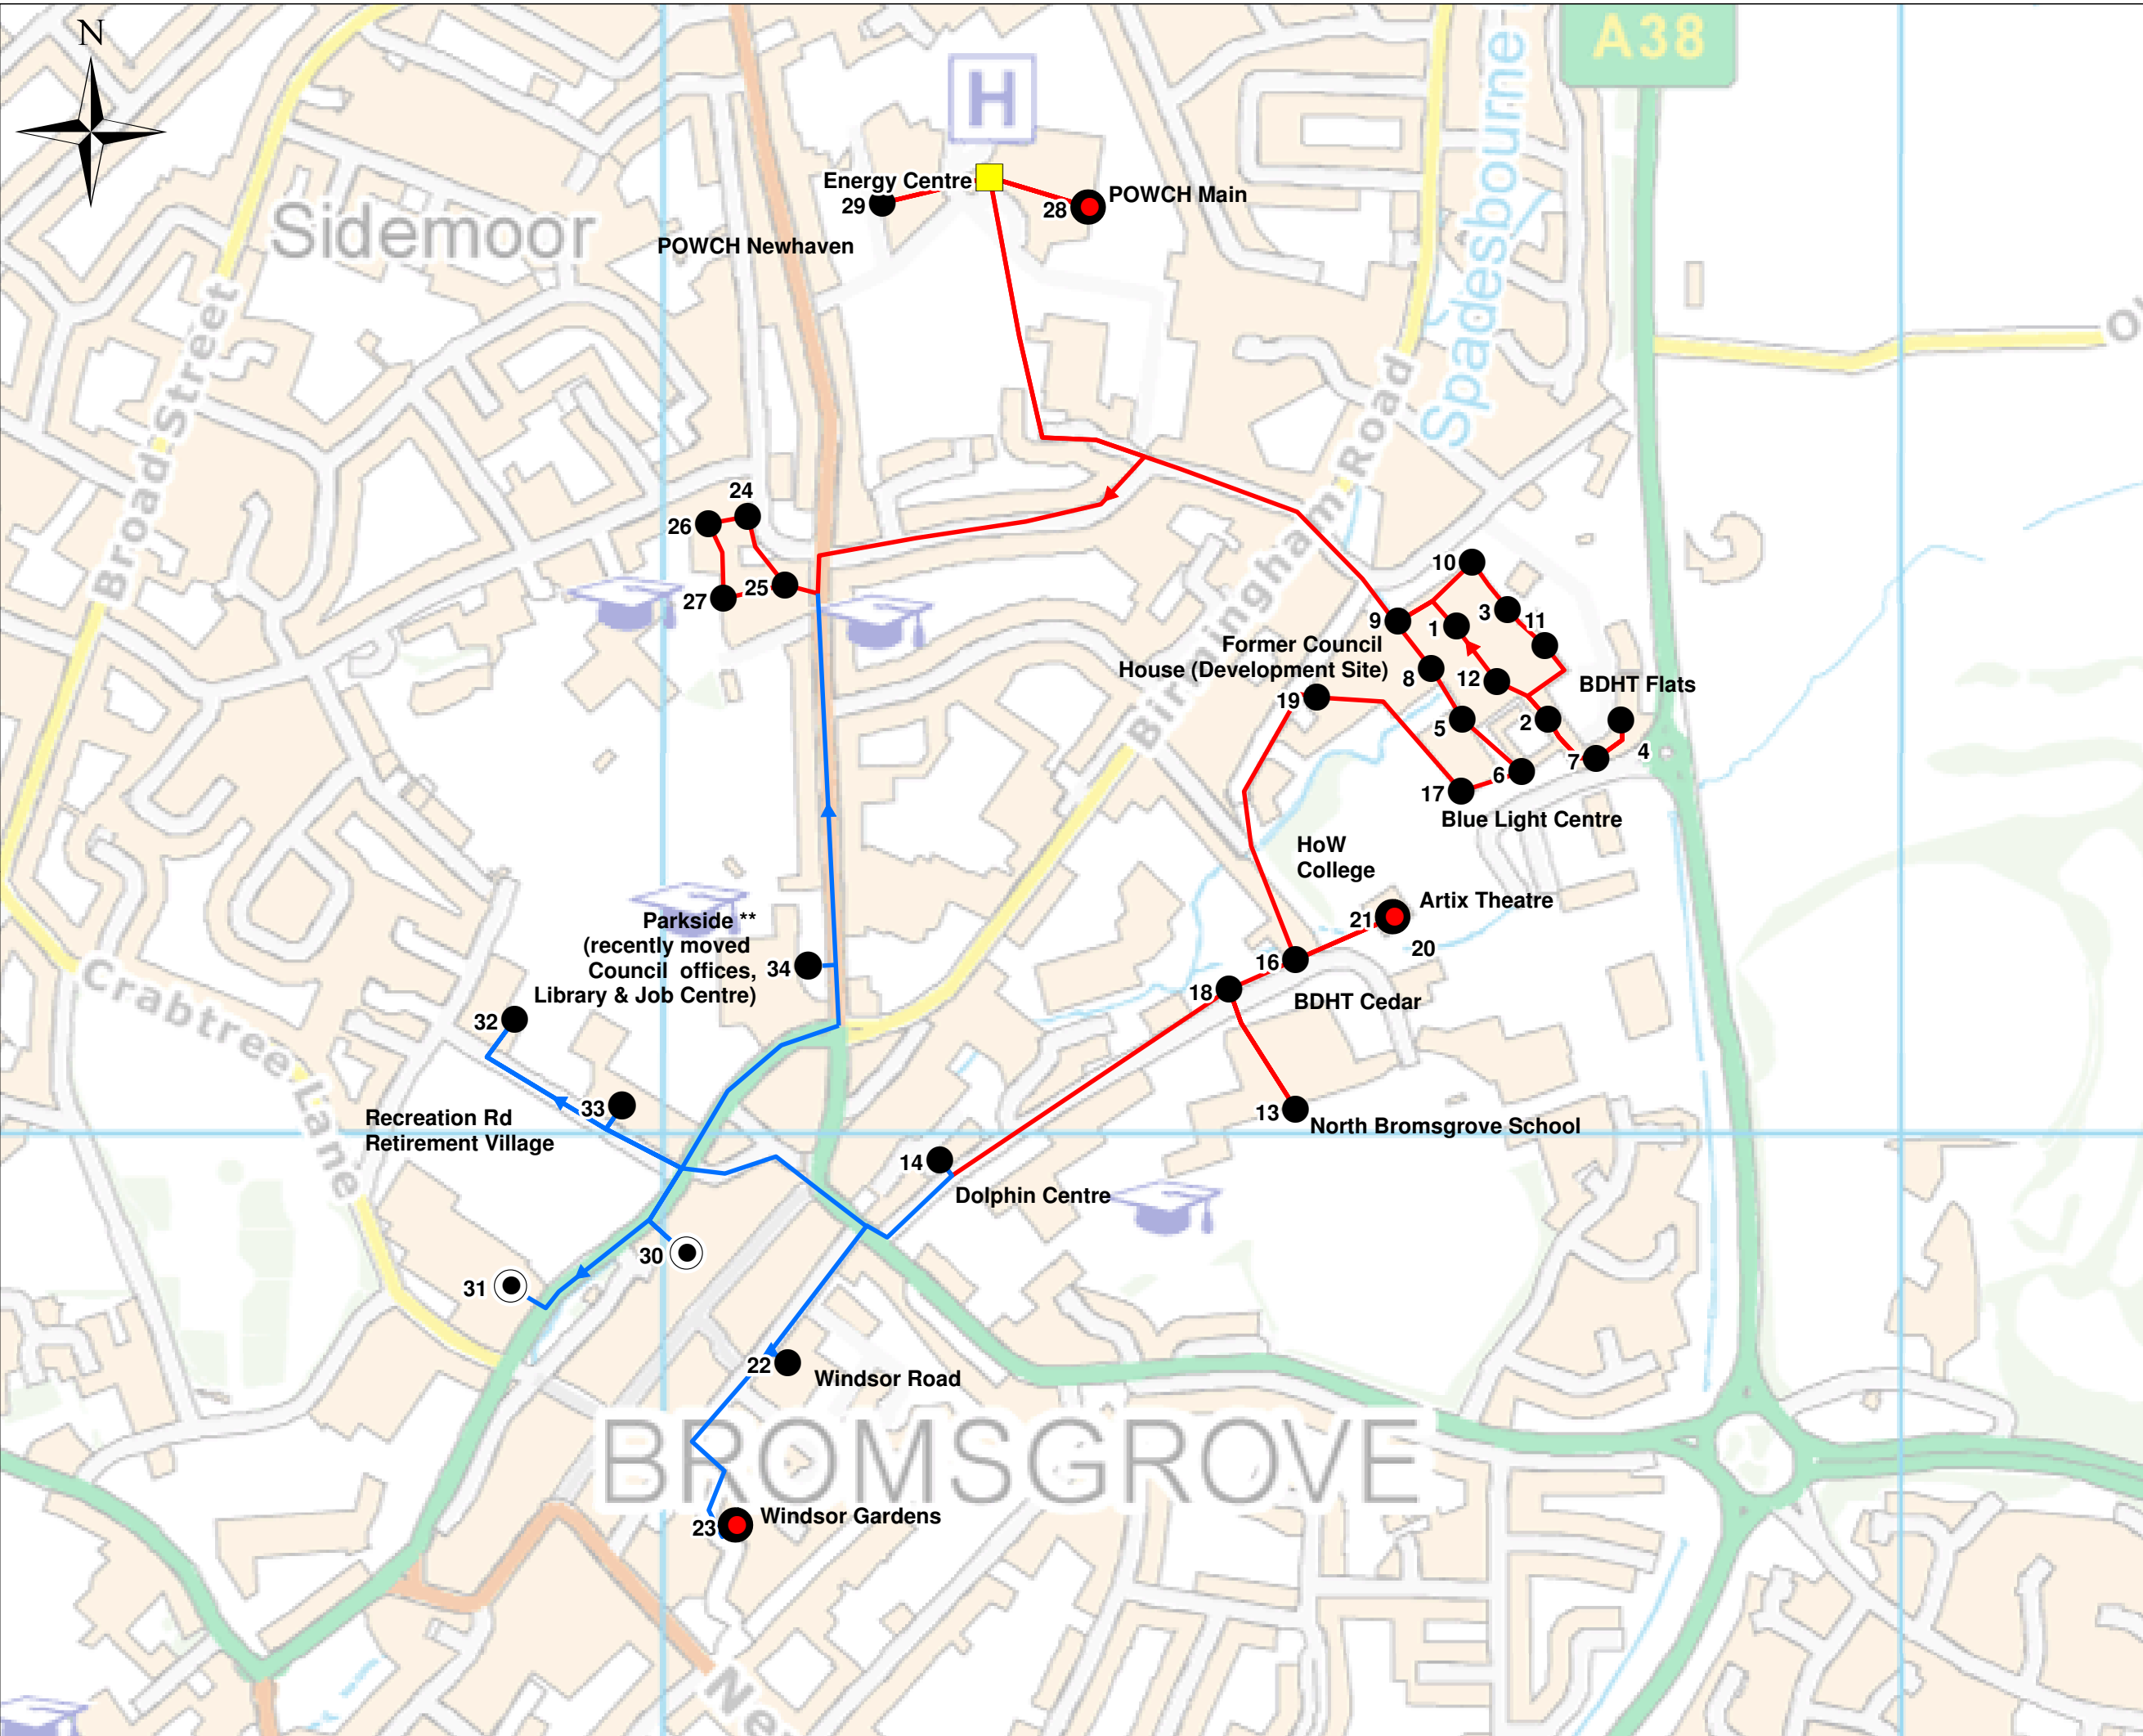 N
H
A38
Spadesbourne
Energy Centre
29
28
POWCH Main
POWCH Newhaven
Sidemoor
Broad Street
Birmingham Road
24
26
27
25
10
9
1
3
11
Former Council
House (Development Site)
8
12
19
BDHT Flats
5
2
7
4
6
17
Blue Light Centre
HoW
College
Artix Theatre
21
20
Parkside **
(recently moved
Council offices,
Library & Job Centre)
34
16
18
BDHT Cedar
Crabtree Lane
32
33
Recreation Rd
Retirement Village
13
North Bromsgrove School
14
Dolphin Centre
30
31
22
Windsor Road
BROMSGROVE
23
Windsor Gardens